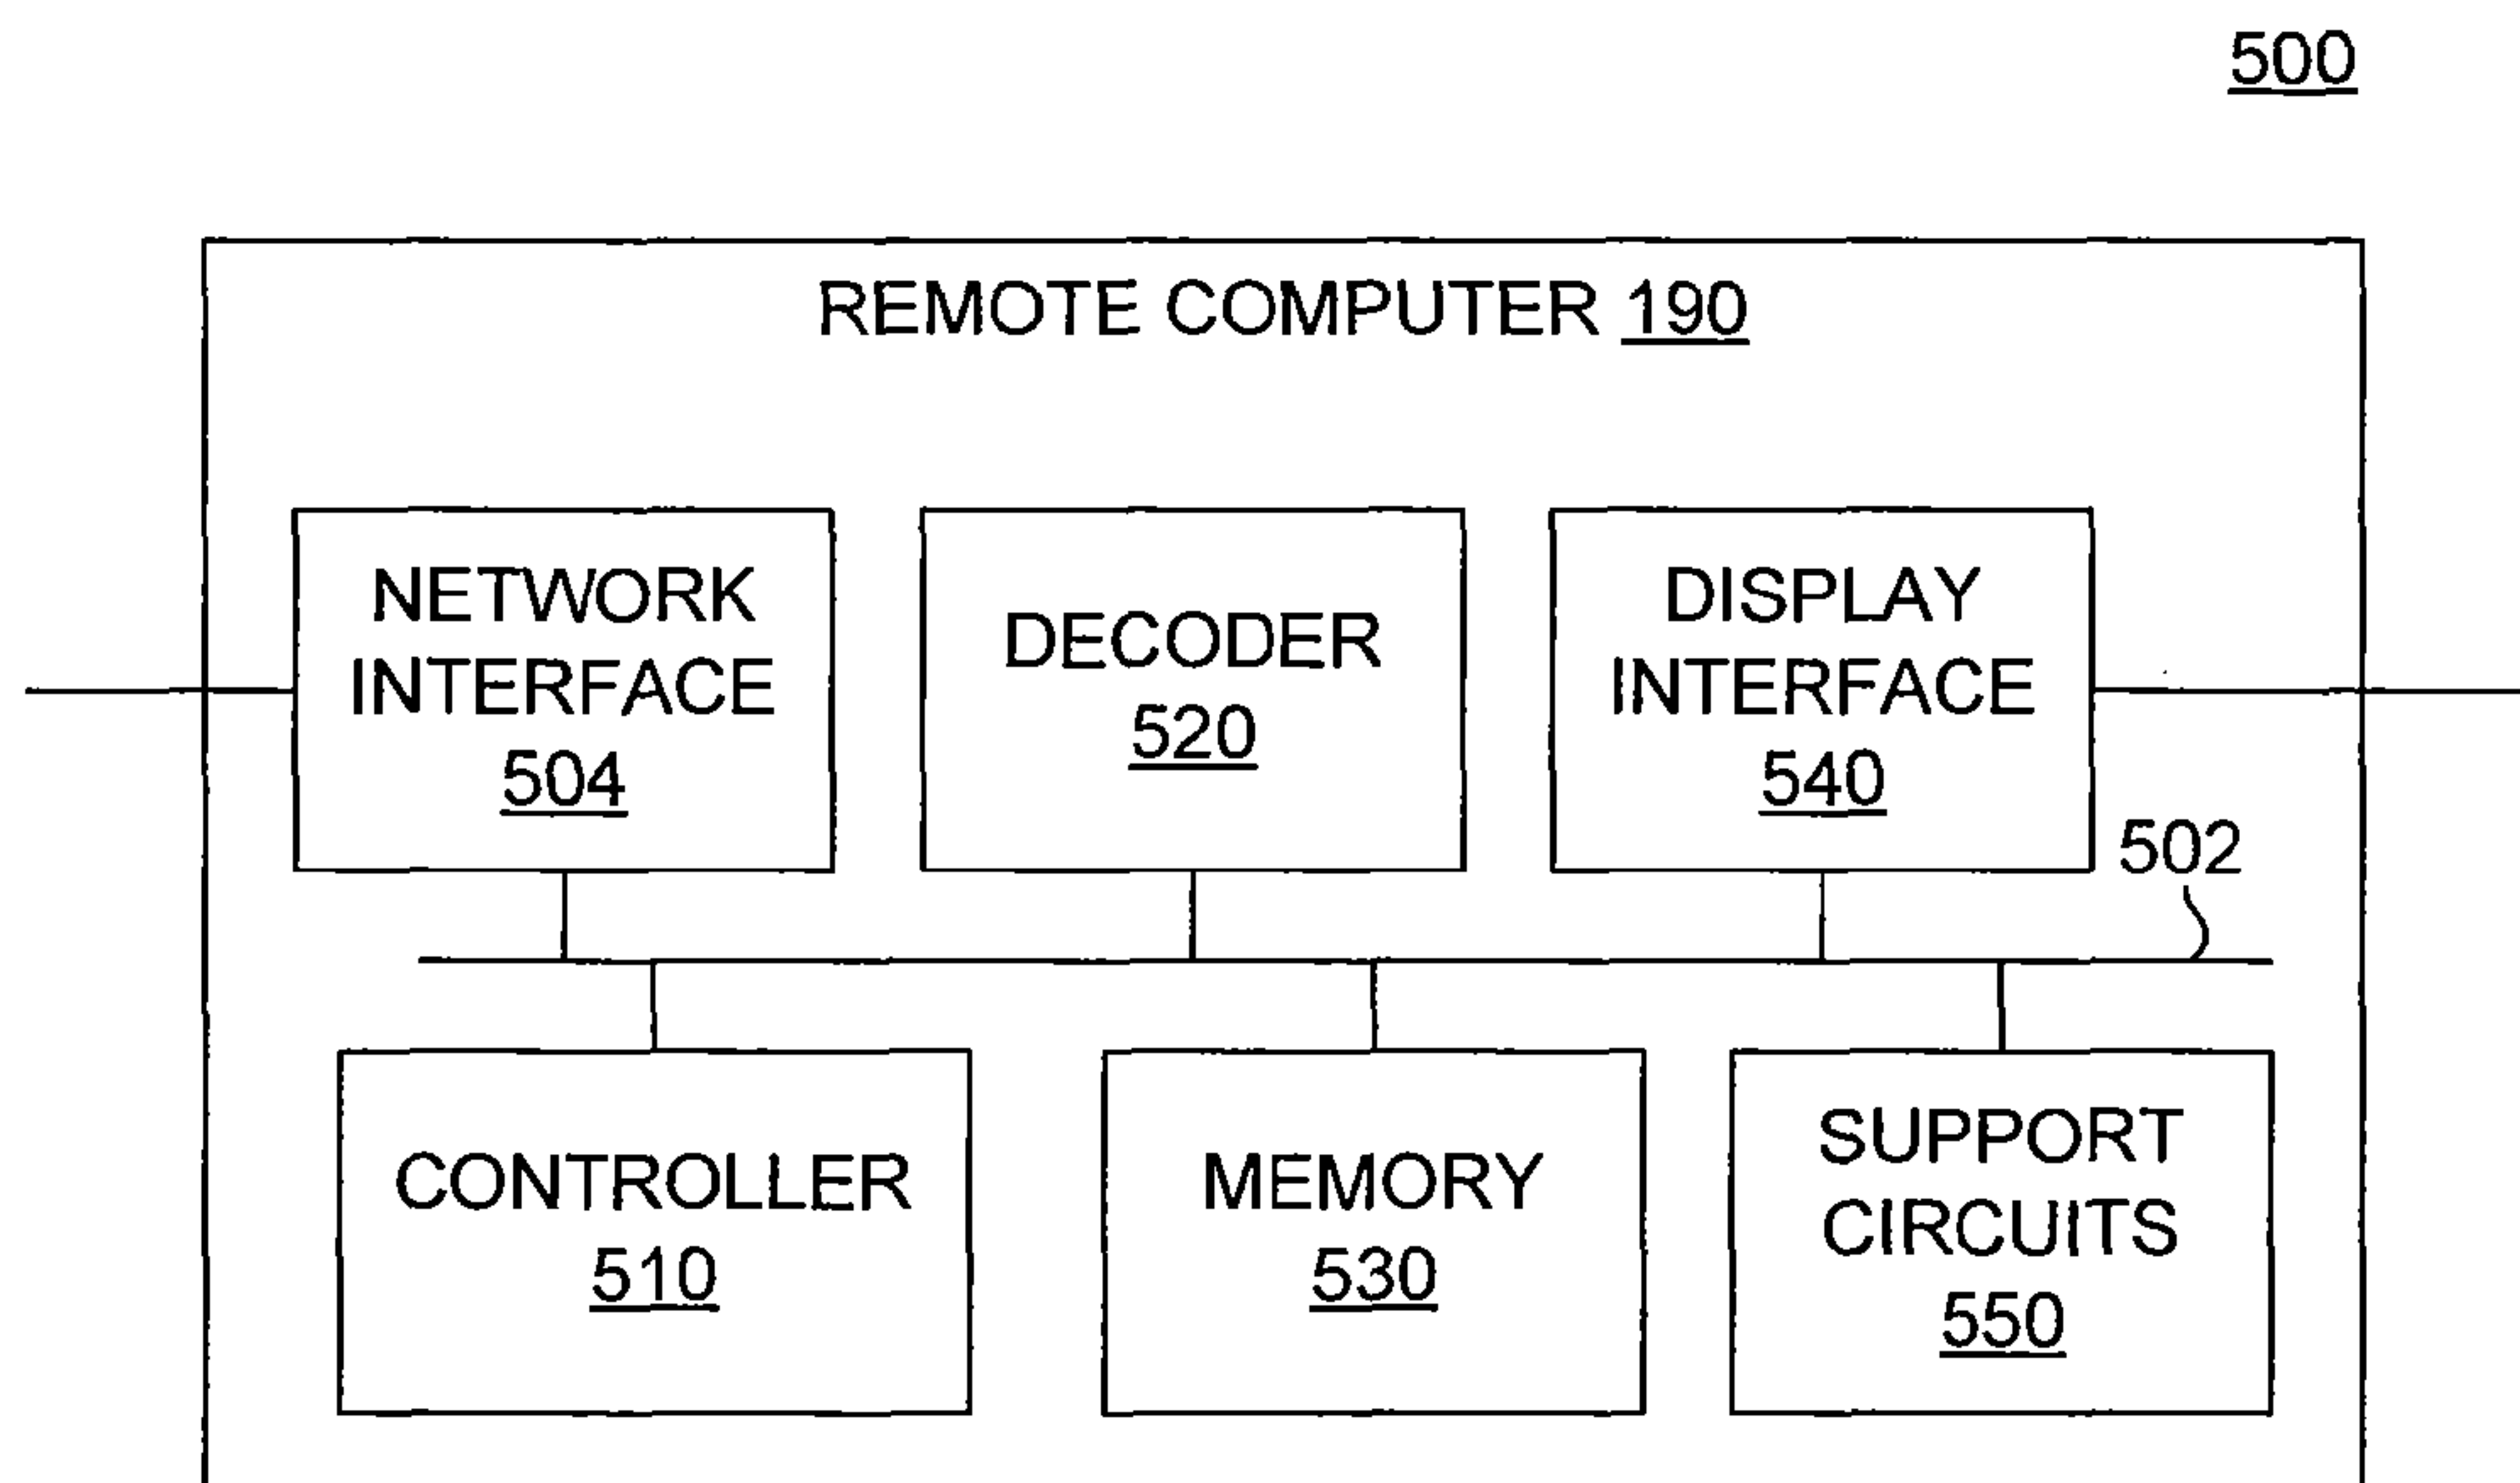 500
REMOTE COMPUTER 190
NETWORK
INTERFACE
504
DECODER
520
DISPLAY
INTERFACE
540
502
CONTROLLER
510
MEMORY
530
SUPPORT
CIRCUITS
550